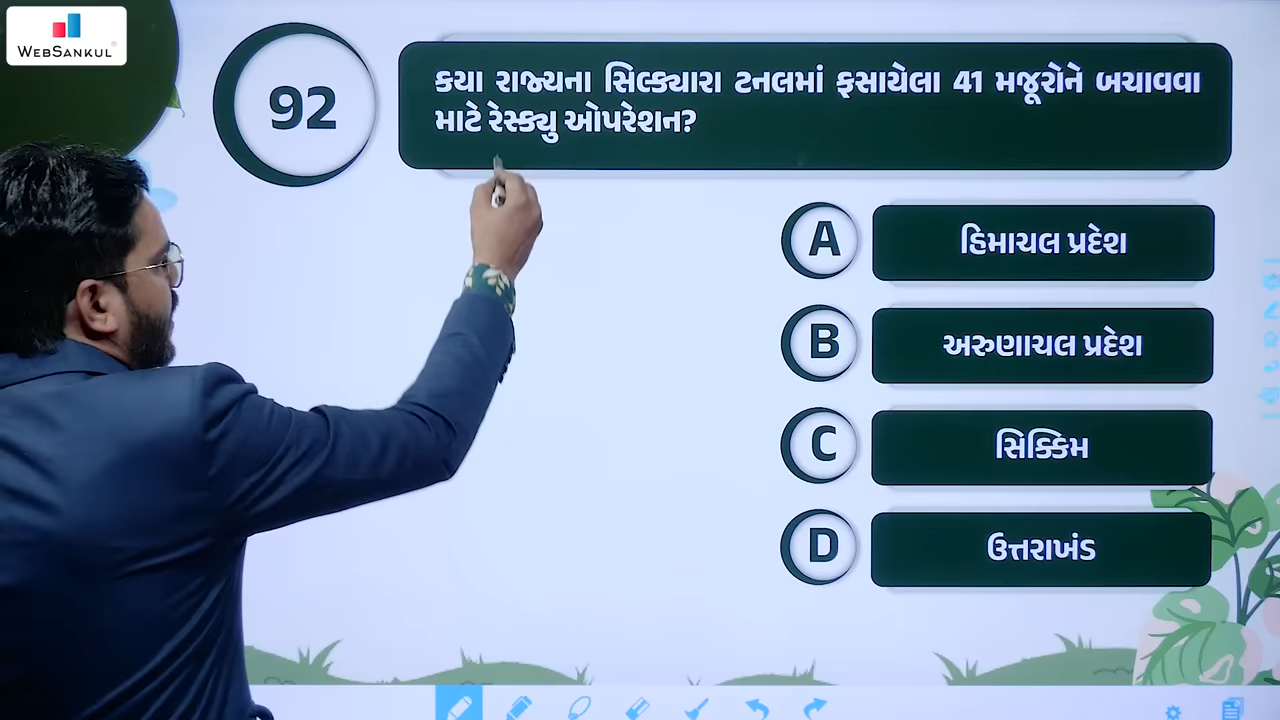 WEBSANKUL
92
કયા રાજ્યના સિલ્ક્યારા ટનલમાં ફસાયેલા 41 મજૂરોને બચાવવા
માટે રેસ્ક્યુ ઓપરેશન?
A
હિમાચલ પ્રદેશ
B
અરુણાચલ પ્રદેશ
C
સિક્કિમ
D
ઉત્તરાખંડ